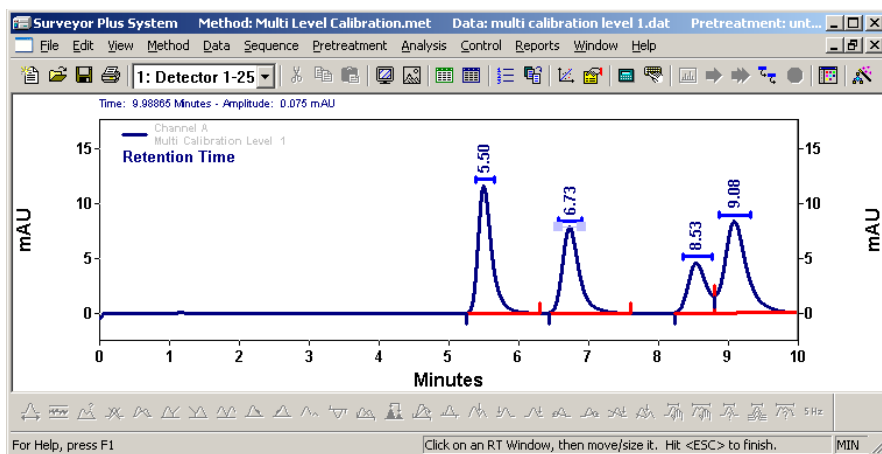 Surveyor Plus System Method: Multi Level Calibration.met Data: multi calibration level 1.dat Pretreatment: unt...
File Edit View Method Data Sequence Pretreatment Analysis Control Reports Window Help
1: Detector 1-25
Time: 9.98865 Minutes - Amplitude: 0.075 mAU
Channel A
Multi Calibration Level 1
Retention Time
5.50
6.73
8.53
9.08
15
10
5
0
mAU
15
10
5
0
mAU
0 1 2 3 4 5 6 7 8 9 10
Minutes
5Hz
For Help, press F1
Click on an RT Window, then move/size it. Hit <ESC> to finish.
MIN